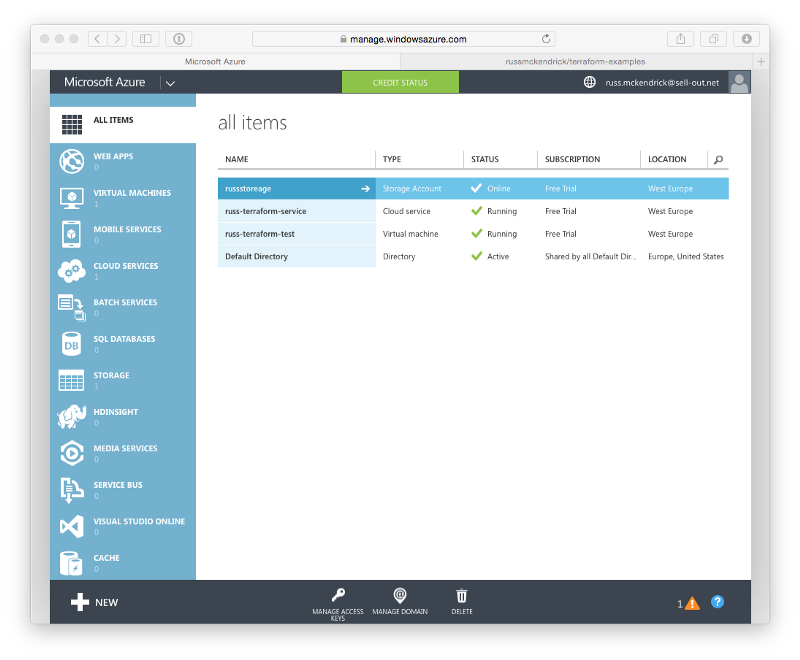 manage.windowsazure.com
Microsoft Azure
russmckendrick/terraform-examples
Microsoft Azure
CREDIT STATUS
russ.mckendrick@sell-out.net
ALL ITEMS
WEB APPS
0
VIRTUAL MACHINES
1
MOBILE SERVICES
0
CLOUD SERVICES
1
BATCH SERVICES
0
SQL DATABASES
0
DB
STORAGE
1
HDINSIGHT
0
MEDIA SERVICES
0
SERVICE BUS
0
VISUAL STUDIO ONLINE
0
CACHE
0
all items
NAME TYPE STATUS SUBSCRIPTION LOCATION
russstoreage Storage Account Online Free Trial West Europe
russ-terraform-service Cloud service Running Free Trial West Europe
russ-terraform-test Virtual machine Running Free Trial West Europe
Default Directory Directory Active Shared by all Default Dir... Europe, United States
NEW
MANAGE ACCESS
KEYS
MANAGE DOMAIN
DELETE
1
?